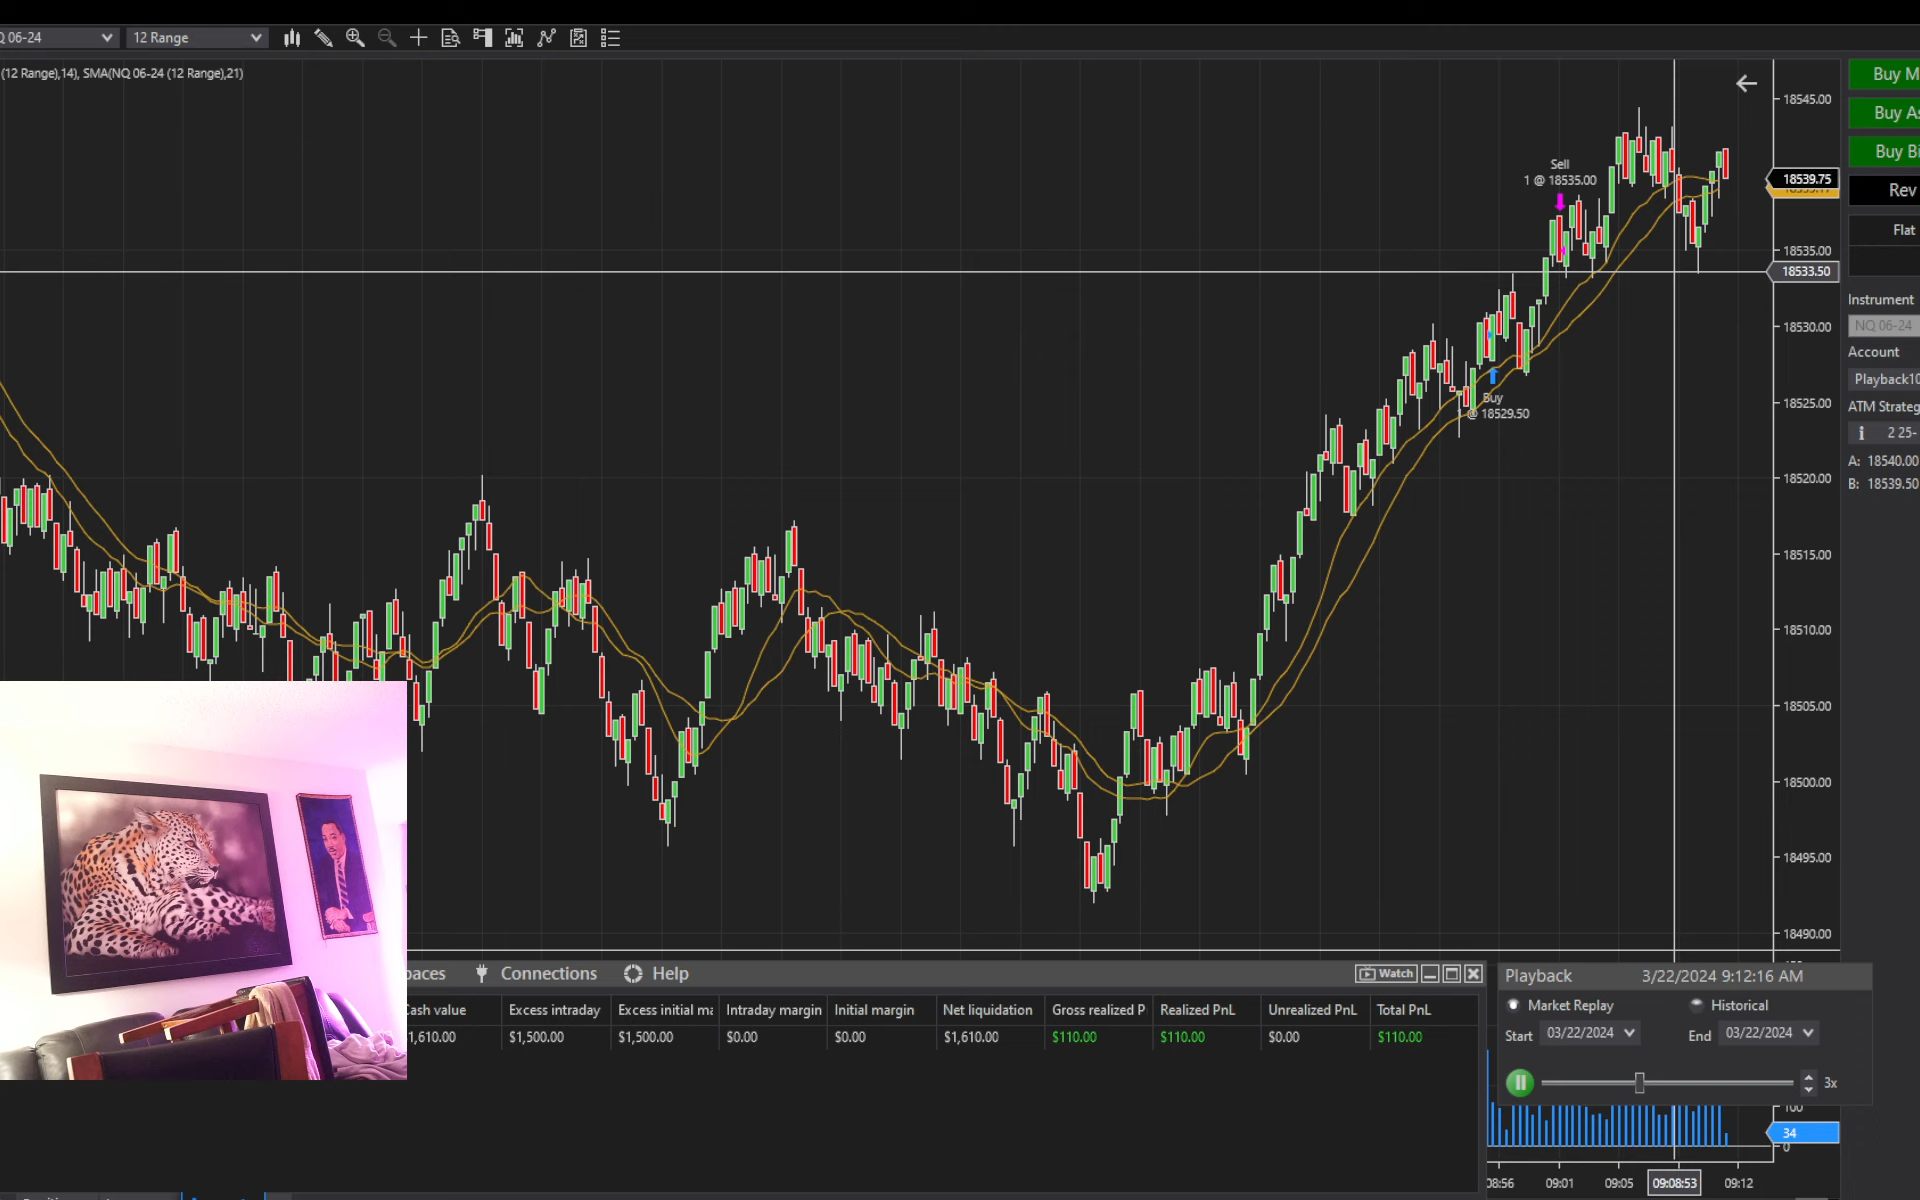 06-24 12 Range
(12 Range),14), SMA(NQ 06-24 (12 Range),21)
18545.00
18539.75
18535.00
18533.50
18530.00
18525.00
18520.00
18515.00
18510.00
18505.00
18500.00
18495.00
18490.00
Sell
1 @ 18535.00
Buy
1 @ 18529.50
Buy M
Buy As
Buy Bi
Rev
Flat
Instrument
NQ 06-24
Account
Playback10
ATM Strateg
2 25-
A: 18540.00
B: 18539.50
paces Connections Help Watch
Cash value Excess intraday Excess initial ma Intraday margin Initial margin Net liquidation Gross realized P Realized PnL Unrealized PnL Total PnL
1,610.00 $1,500.00 $1,500.00 $0.00 $0.00 $1,610.00 $110.00 $110.00 $0.00 $110.00
Playback 3/22/2024 9:12:16 AM
Market Replay Historical
Start 03/22/2024 End 03/22/2024
3x
100
34
0
08:56 09:01 09:05 09:08:53 09:12